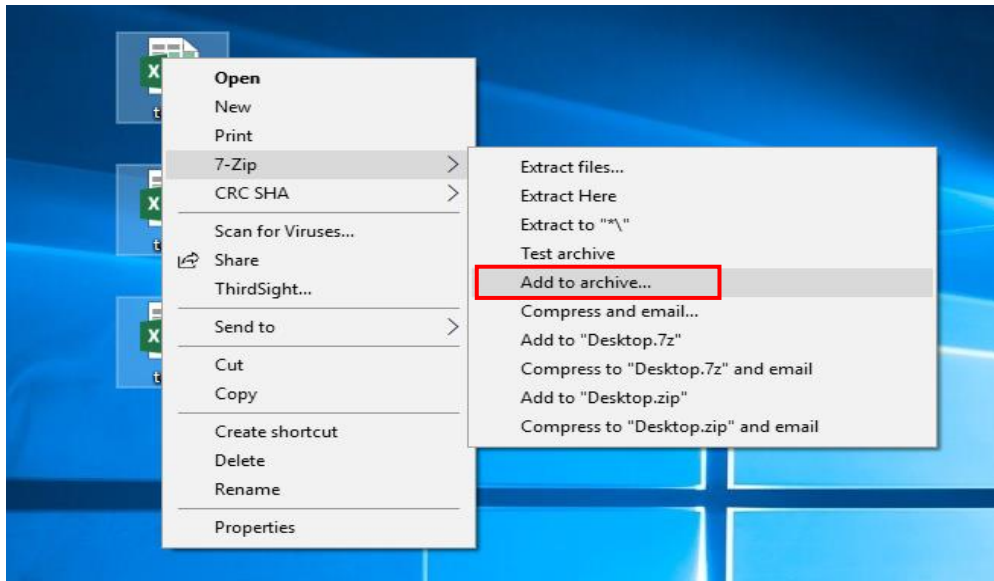 t
Open
New
Print
7-Zip
CRC SHA
Scan for Viruses...
Share
ThirdSight...
Send to
Cut
Copy
Create shortcut
Delete
Rename
Properties
t
t
Extract files...
Extract Here
Extract to "*\"
Test archive
Add to archive...
Compress and email...
Add to "Desktop.7z"
Compress to "Desktop.7z" and email
Add to "Desktop.zip"
Compress to "Desktop.zip" and email